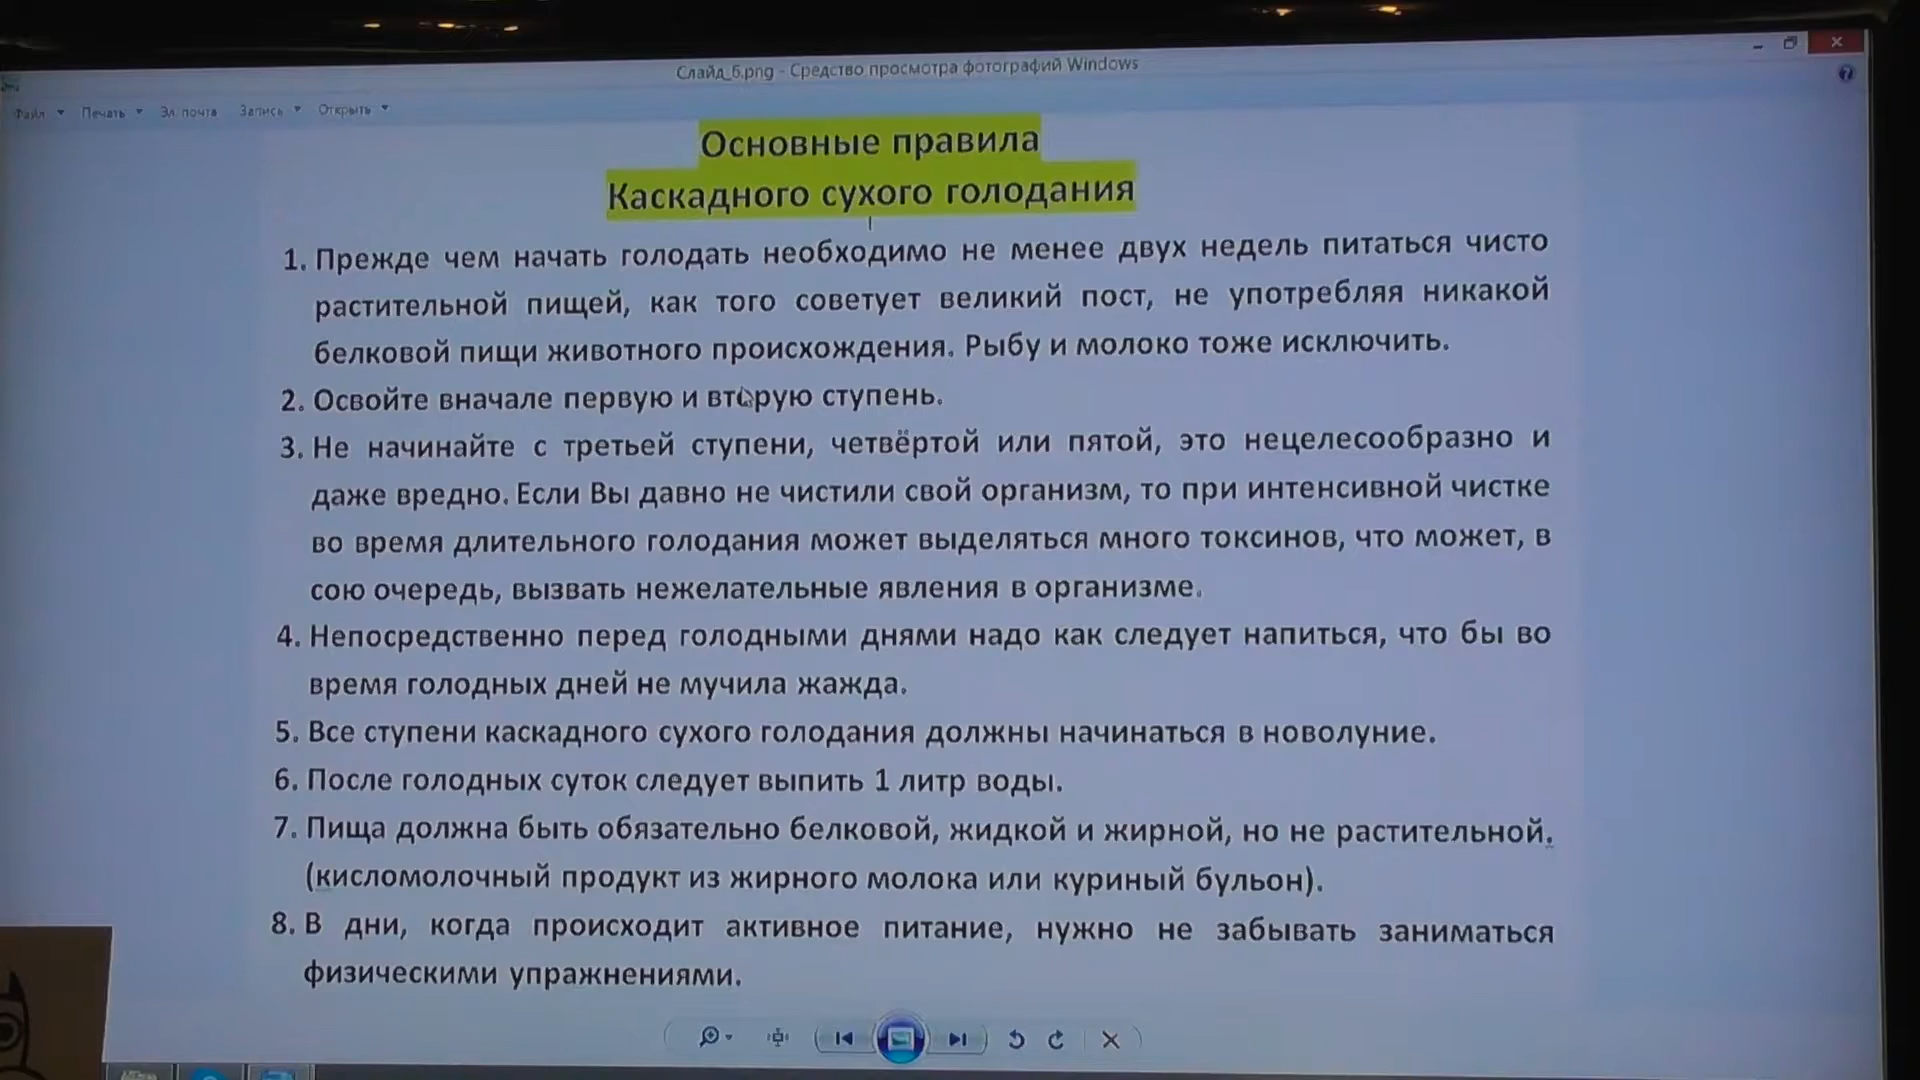 Слайд_6.png - Средство просмотра фотографий Windows
Файл Печать Эл. почта Запись Открыть
Основные правила
Каскадного сухого голодания
1. Прежде чем начать голодать необходимо не менее двух недель питаться чисто
растительной пищей, как того советует великий пост, не употребляя никакой
белковой пищи животного происхождения. Рыбу и молоко тоже исключить.
2. Освойте вначале первую и вторую ступень.
3. Не начинайте с третьей ступени, четвёртой или пятой, это нецелесообразно и
даже вредно. Если Вы давно не чистили свой организм, то при интенсивной чистке
во время длительного голодания может выделяться много токсинов, что может, в
сою очередь, вызвать нежелательные явления в организме.
4. Непосредственно перед голодными днями надо как следует напиться, что бы во
время голодных дней не мучила жажда.
5. Все ступени каскадного сухого голодания должны начинаться в новолуние.
6. После голодных суток следует выпить 1 литр воды.
7. Пища должна быть обязательно белковой, жидкой и жирной, но не растительной.
(кисломолочный продукт из жирного молока или куриный бульон).
8. В дни, когда происходит активное питание, нужно не забывать заниматься
физическими упражнениями.